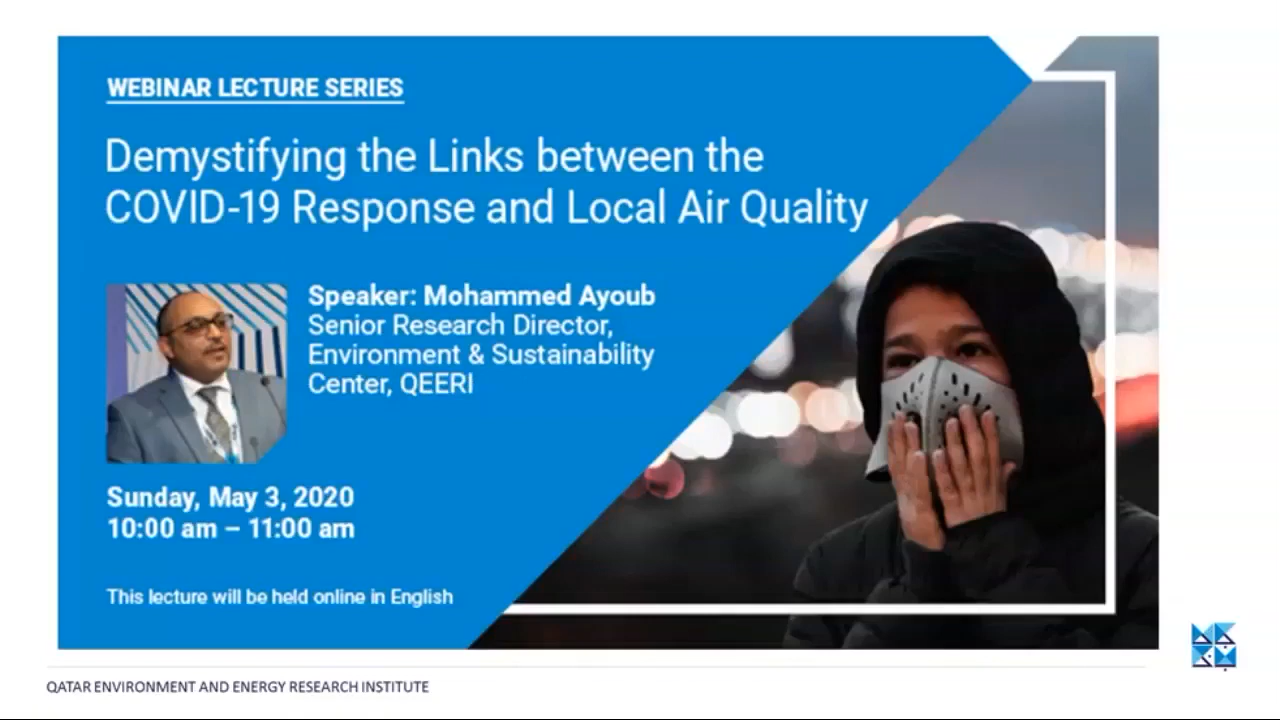 WEBINAR LECTURE SERIES
Demystifying the Links between the
COVID-19 Response and Local Air Quality
Speaker: Mohammed Ayoub
Senior Research Director,
Environment & Sustainability
Center, QEERI
Sunday, May 3, 2020
10:00 am – 11:00 am
This lecture will be held online in English
QATAR ENVIRONMENT AND ENERGY RESEARCH INSTITUTE